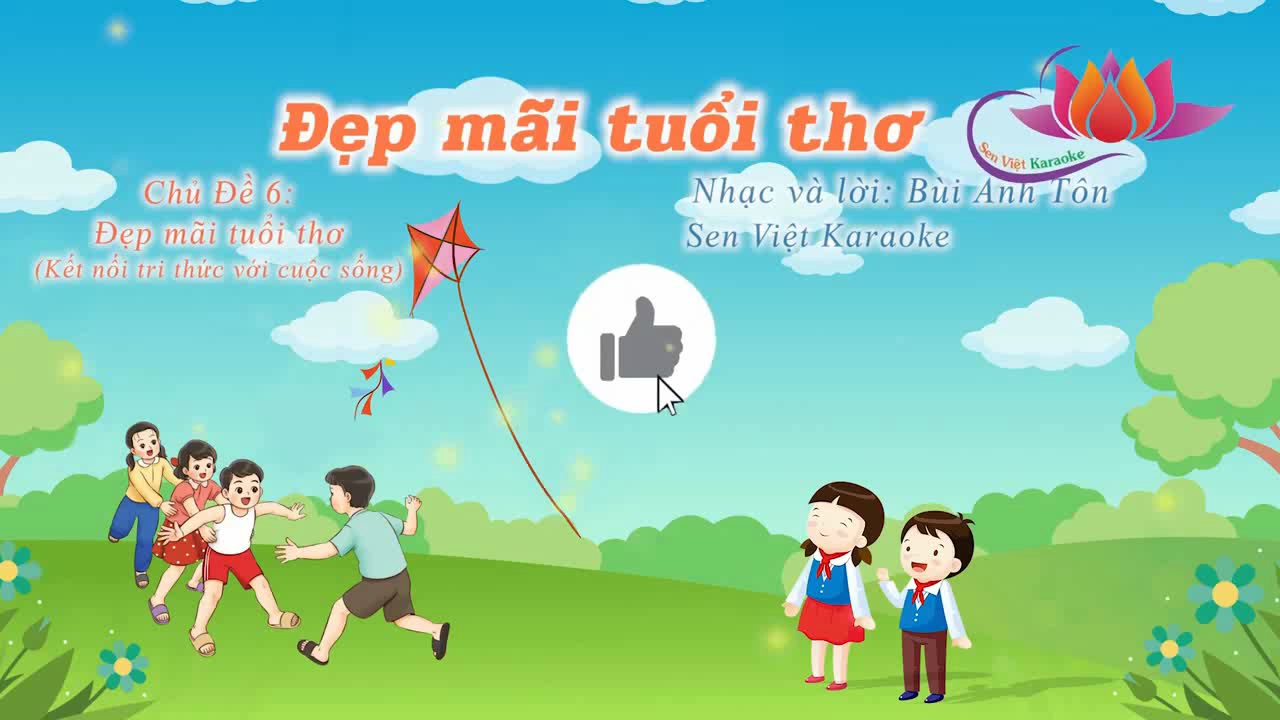 Đẹp mãi tuổi thơ
Sen Việt Karaoke
Chủ Đề 6:
Đẹp mãi tuổi thơ
(Kết nối tri thức với cuộc sống)
Nhạc và lời: Bùi Anh Tôn
Sen Việt Karaoke